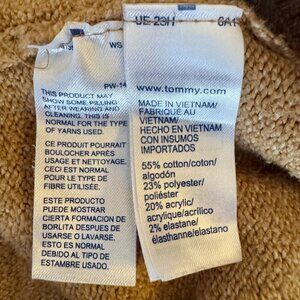 WS
PW-14
THIS PRODUCT MAY
SHOW SOME PILLING
AFTER WEARING AND
CLEANING. THIS IS
NORMAL FOR THE TYPE
OF YARNS USED.
CE PRODUIT POURRAIT
BOULOCHER APRÈS
USAGE ET NETTOYAGE.
CECI EST NORMAL
POUR LE TYPE DE
FIBRE UTILISÉE.
ESTE PRODUCTO
PUEDE MOSTRAR
CIERTA FORMACION DE
BORLITA DESPUES DE
USARSE O LAVARSE.
ESTO ES NORMAL
DEBIDO AL TIPO DE
ESTAMBRE USADO.
UE 23H
www.tommy.com
MADE IN VIETNAM/
FABRIQUÉ AU
VIETNAM/
HECHO EN VIETNAM
CON INSUMOS
IMPORTADOS
55% cotton/coton/
algodón
23% polyester/
poliéster
20% acrylic/
acrylique/acrílico
2% elastane/
élasthanne/elastano